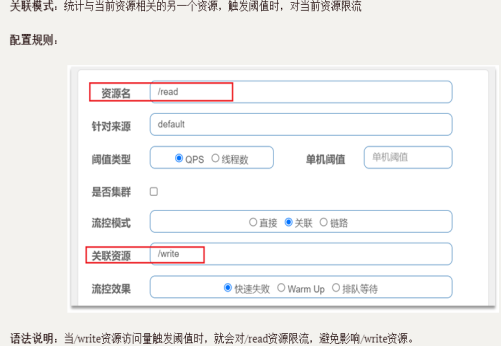 关联模式：统计与当前资源相关的另一个资源，触发阈值时，对当前资源限流
配置规则：
资源名 /read
针对来源 default
阈值类型 QPS 线程数 单机阈值 单机阈值
是否集群
流控模式 直接 关联 链路
关联资源 /write
流控效果 快速失败 Warm Up 排队等待
语法说明：当/write资源访问量触发阈值时，就会对/read资源限流，避免影响/write资源。